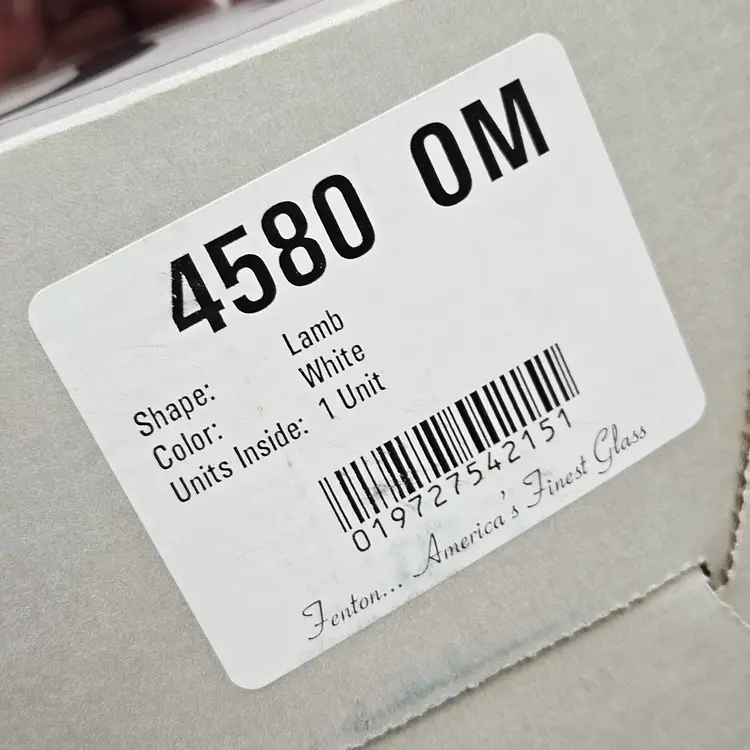 4580 OM
Shape: Lamb
Color: White
Units Inside: 1 Unit
019727542151
Fenton... America's Finest Glass